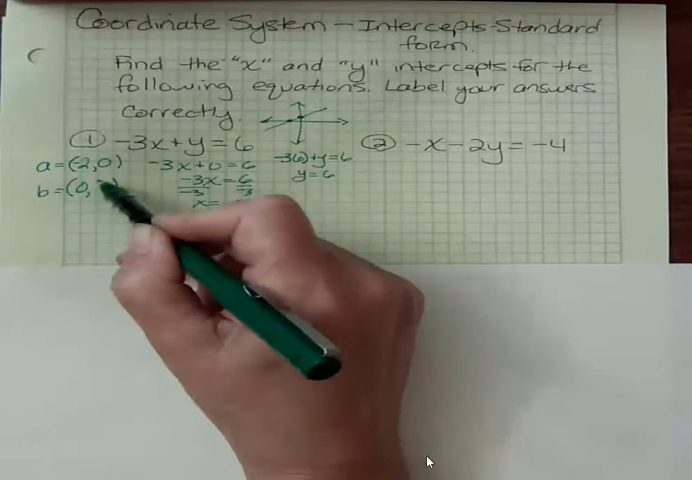 Coordinate System - Intercepts - Standard
form.
Find the "x" and "y" intercepts for the
following equations. Label your answers
correctly.
① -3x+y=6
② -x-2y=-4
a=(2,0) -3x+0=6 -3(0)+y=6
b=(0, -3x=6 y=6
-3 -3
x=